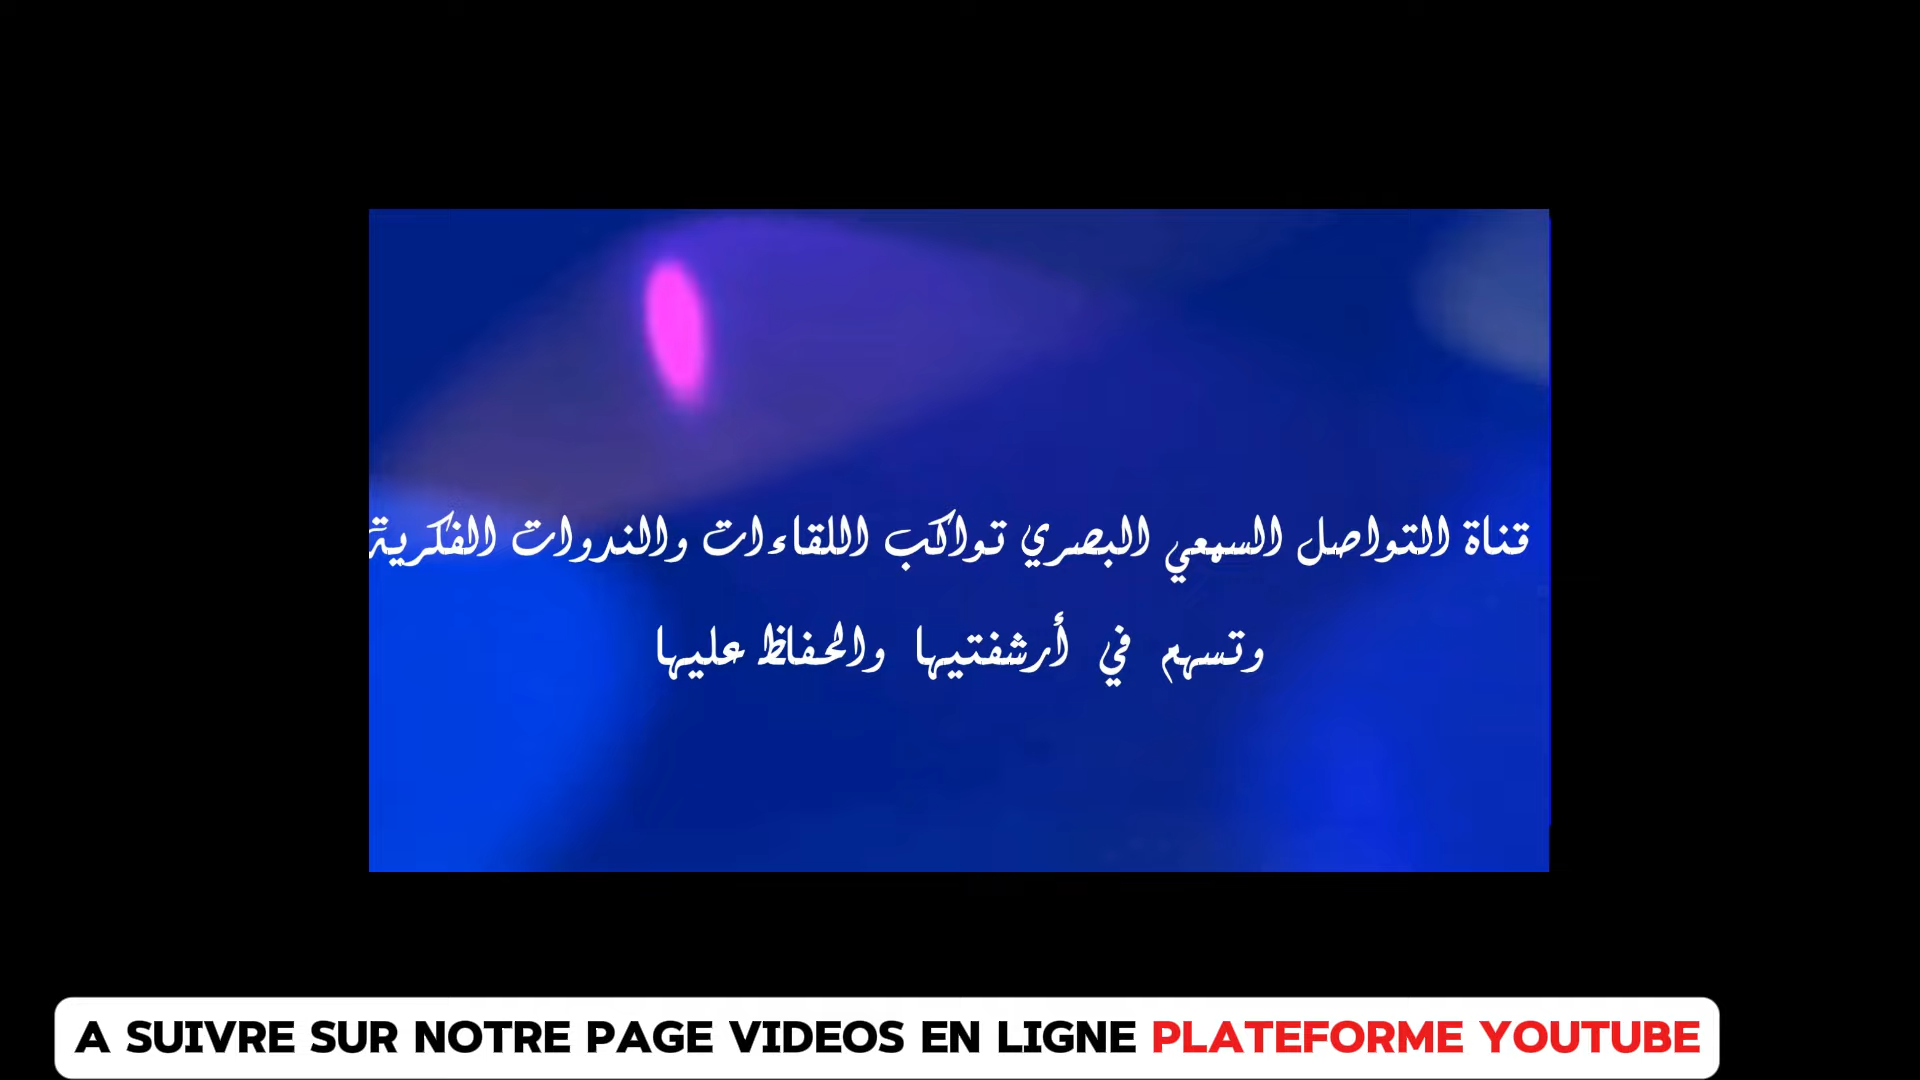 قناة التواصل السمعي البصري تواكب اللقاءات والندوات الفكرية
وتسهم في أرشفتيها والحفاظ عليها
A SUIVRE SUR NOTRE PAGE VIDEOS EN LIGNE PLATEFORME YOUTUBE